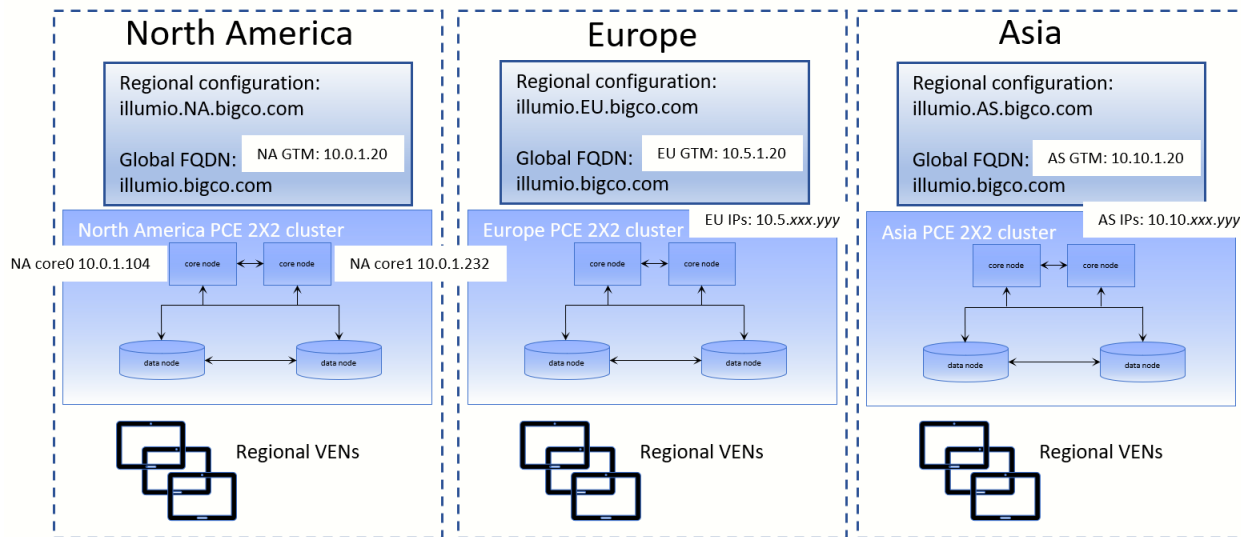 North America
Regional configuration:
illumio.NA.bigco.com
Global FQDN:
NA GTM: 10.0.1.20
illumio.bigco.com
North America PCE 2X2 cluster
NA core0 10.0.1.104
core node
core node
NA core1 10.0.1.232
data node
data node
Regional VENs
Europe
Regional configuration:
illumio.EU.bigco.com
Global FQDN:
EU GTM: 10.5.1.20
illumio.bigco.com
EU IPs: 10.5.xxx.yyy
Europe PCE 2X2 cluster
core node
core node
data node
data node
Regional VENs
Asia
Regional configuration:
illumio.AS.bigco.com
Global FQDN:
AS GTM: 10.10.1.20
illumio.bigco.com
AS IPs: 10.10.xxx.yyy
Asia PCE 2X2 cluster
core node
core node
data node
data node
Regional VENs